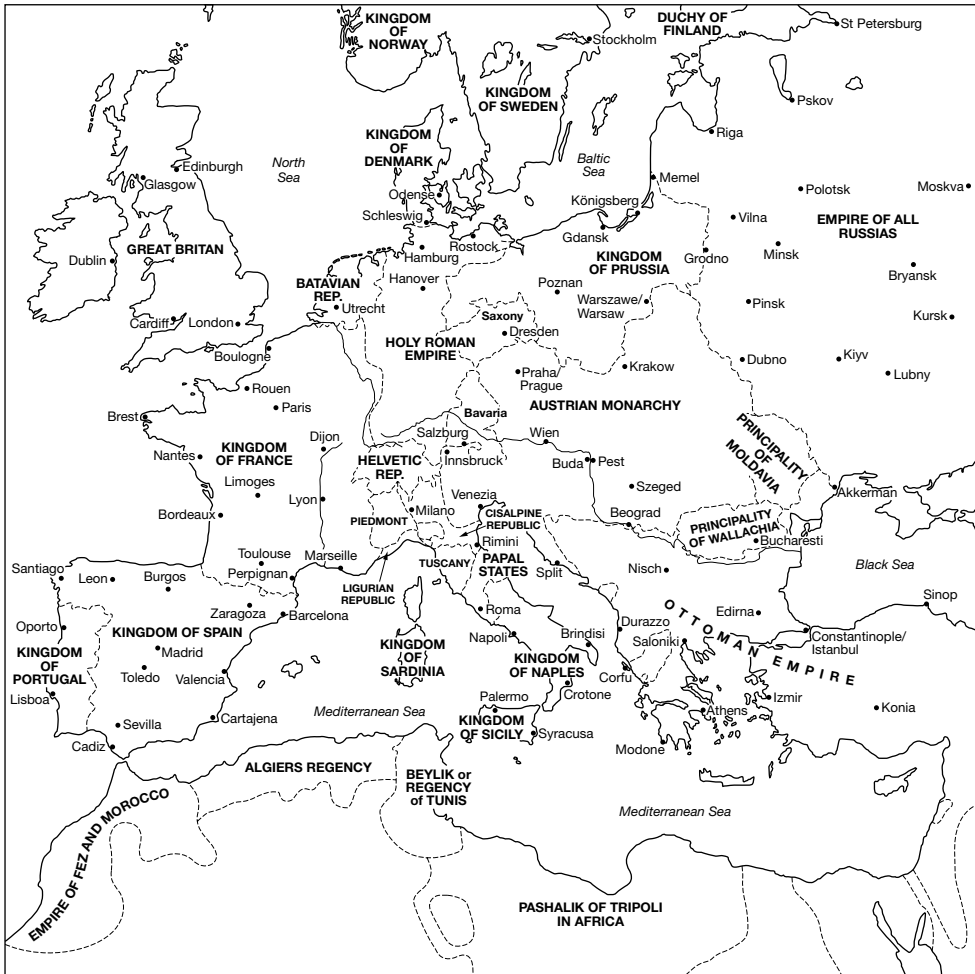 KINGDOM
OF
NORWAY
DUCHY OF
FINLAND
St Petersburg
Stockholm
KINGDOM
OF SWEDEN
Pskov
Riga
KINGDOM
OF
DENMARK
North
Sea
Baltic
Sea
Edinburgh
Glasgow
Memel
Polotsk
Moskva
Odense
Königsberg
Schleswig
Vilna
EMPIRE OF ALL
RUSSIAS
Gdansk
Rostock
Hamburg
GREAT BRITAN
Dublin
KINGDOM
OF PRUSSIA
Grodno
Minsk
Bryansk
BATAVIAN
REP.
Hanover
Utrecht
Poznan
Warszawe/
Warsaw
Pinsk
Kursk
Cardiff
London
Saxony
Dresden
HOLY ROMAN
EMPIRE
Boulogne
Krakow
Dubno
Kiyv
Lubny
Praha/
Prague
Rouen
Paris
Brest
AUSTRIAN MONARCHY
Bavaria
Salzburg
Wien
KINGDOM
OF FRANCE
Dijon
Nantes
HELVETIC
REP.
Innsbruck
Buda
Pest
PRINCIPALITY
OF
MOLDAVIA
Limoges
Lyon
Szeged
Akkerman
Venezia
Milano
Bordeaux
PIEDMONT
CISALPINE
REPUBLIC
Beograd
PRINCIPALITY
OF WALLACHIA
Bucharesti
Rimini
Toulouse
Marseille
Perpignan
LIGURIAN
REPUBLIC
TUSCANY
PAPAL
STATES
Split
Nisch
Black Sea
Santiago
Leon
Burgos
Zaragoza
Barcelona
Roma
Sinop
Edirna
OTTOMAN EMPIRE
Oporto
KINGDOM OF SPAIN
Madrid
Napoli
Brindisi
Durazzo
Saloniki
Constantinople/
Istanbul
KINGDOM
OF
PORTUGAL
Toledo
Valencia
KINGDOM
OF
SARDINIA
KINGDOM
OF NAPLES
Corfu
Lisboa
Crotone
Izmir
Konia
Mediterranean Sea
Palermo
Athens
Sevilla
Cartajena
KINGDOM
OF SICILY
Syracusa
Cadiz
Modone
ALGIERS REGENCY
BEYLIK or
REGENCY
of TUNIS
EMPIRE OF FEZ AND MOROCCO
Mediterranean Sea
PASHALIK OF TRIPOLI
IN AFRICA